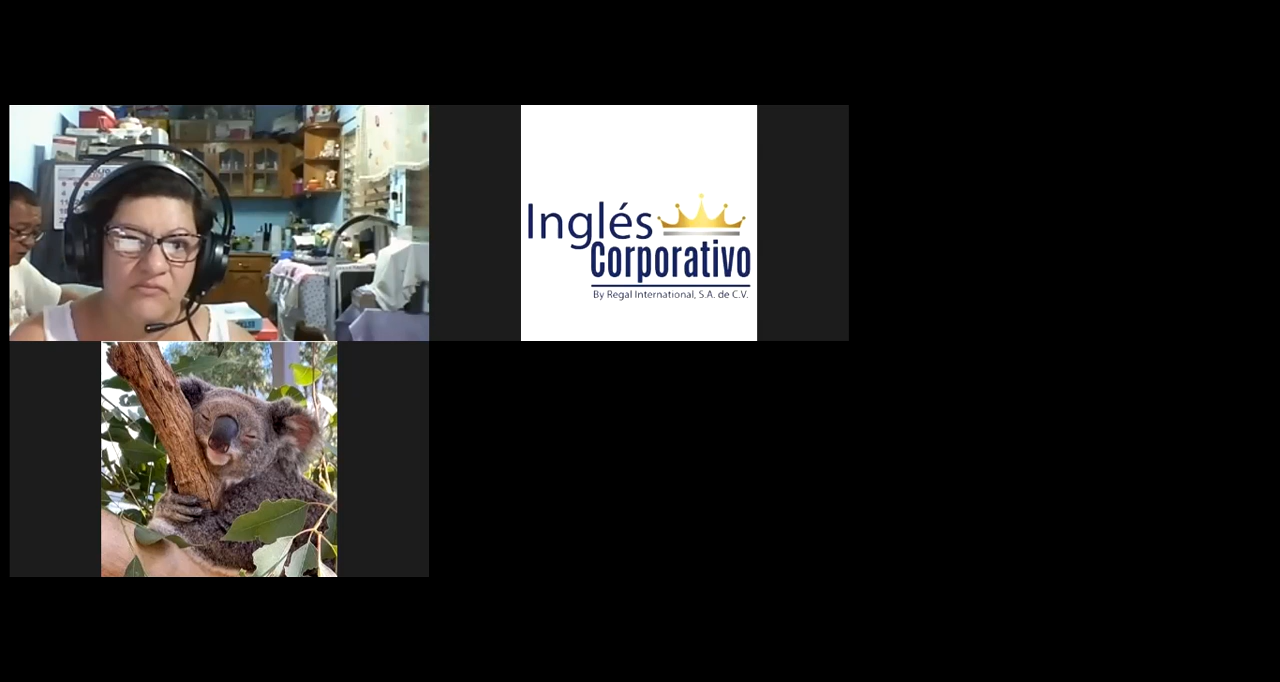 Inglés
Corporativo
By Regal International, S.A. de C.V.